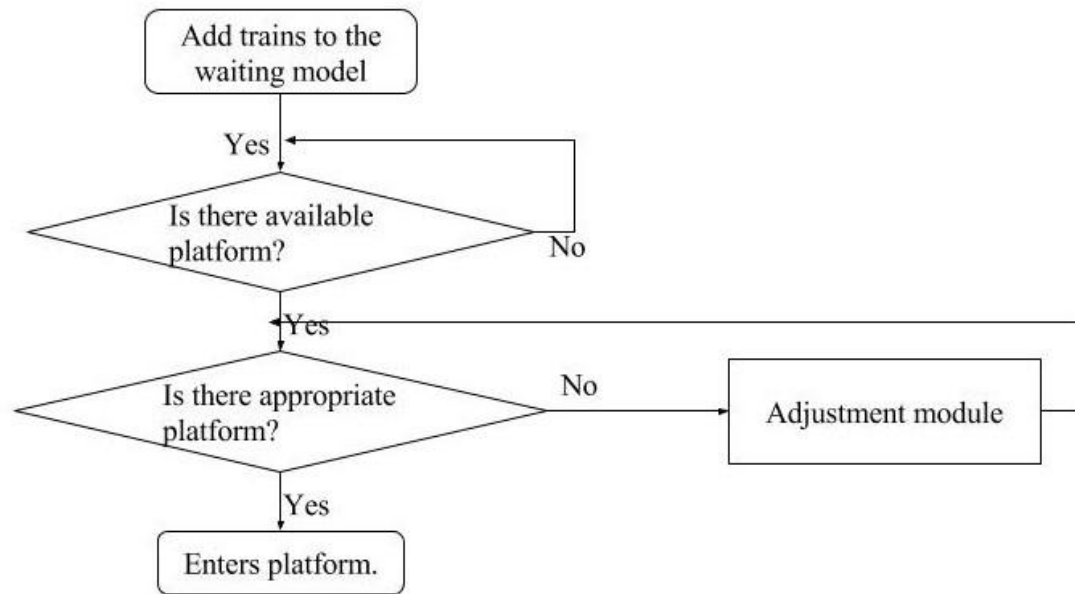 Add trains to the
waiting model
Yes
Is there available
platform?
No
Yes
Is there appropriate
platform?
No
Adjustment module
Yes
Enters platform.